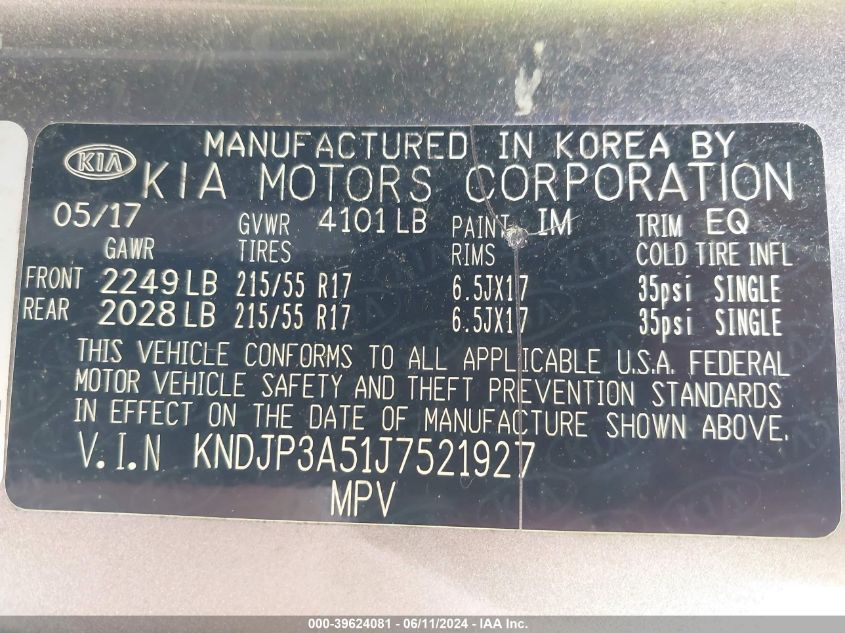 KIA MANUFACTURED IN KOREA BY
KIA MOTORS CORPORATION
05/17 GVWR 4101 LB PAINT IM TRIM EQ
GAWR TIRES RIMS COLD TIRE INFL
FRONT 2249 LB 215/55 R17 6.5JX17 35psi SINGLE
REAR 2028 LB 215/55 R17 6.5JX17 35psi SINGLE
THIS VEHICLE CONFORMS TO ALL APPLICABLE U.S.A. FEDERAL
MOTOR VEHICLE SAFETY AND THEFT PREVENTION STANDARDS
IN EFFECT ON THE DATE OF MANUFACTURE SHOWN ABOVE.
V.I.N KNDJP3A51J7521927
MPV
000-39624081 - 06/11/2024 - IAA Inc.